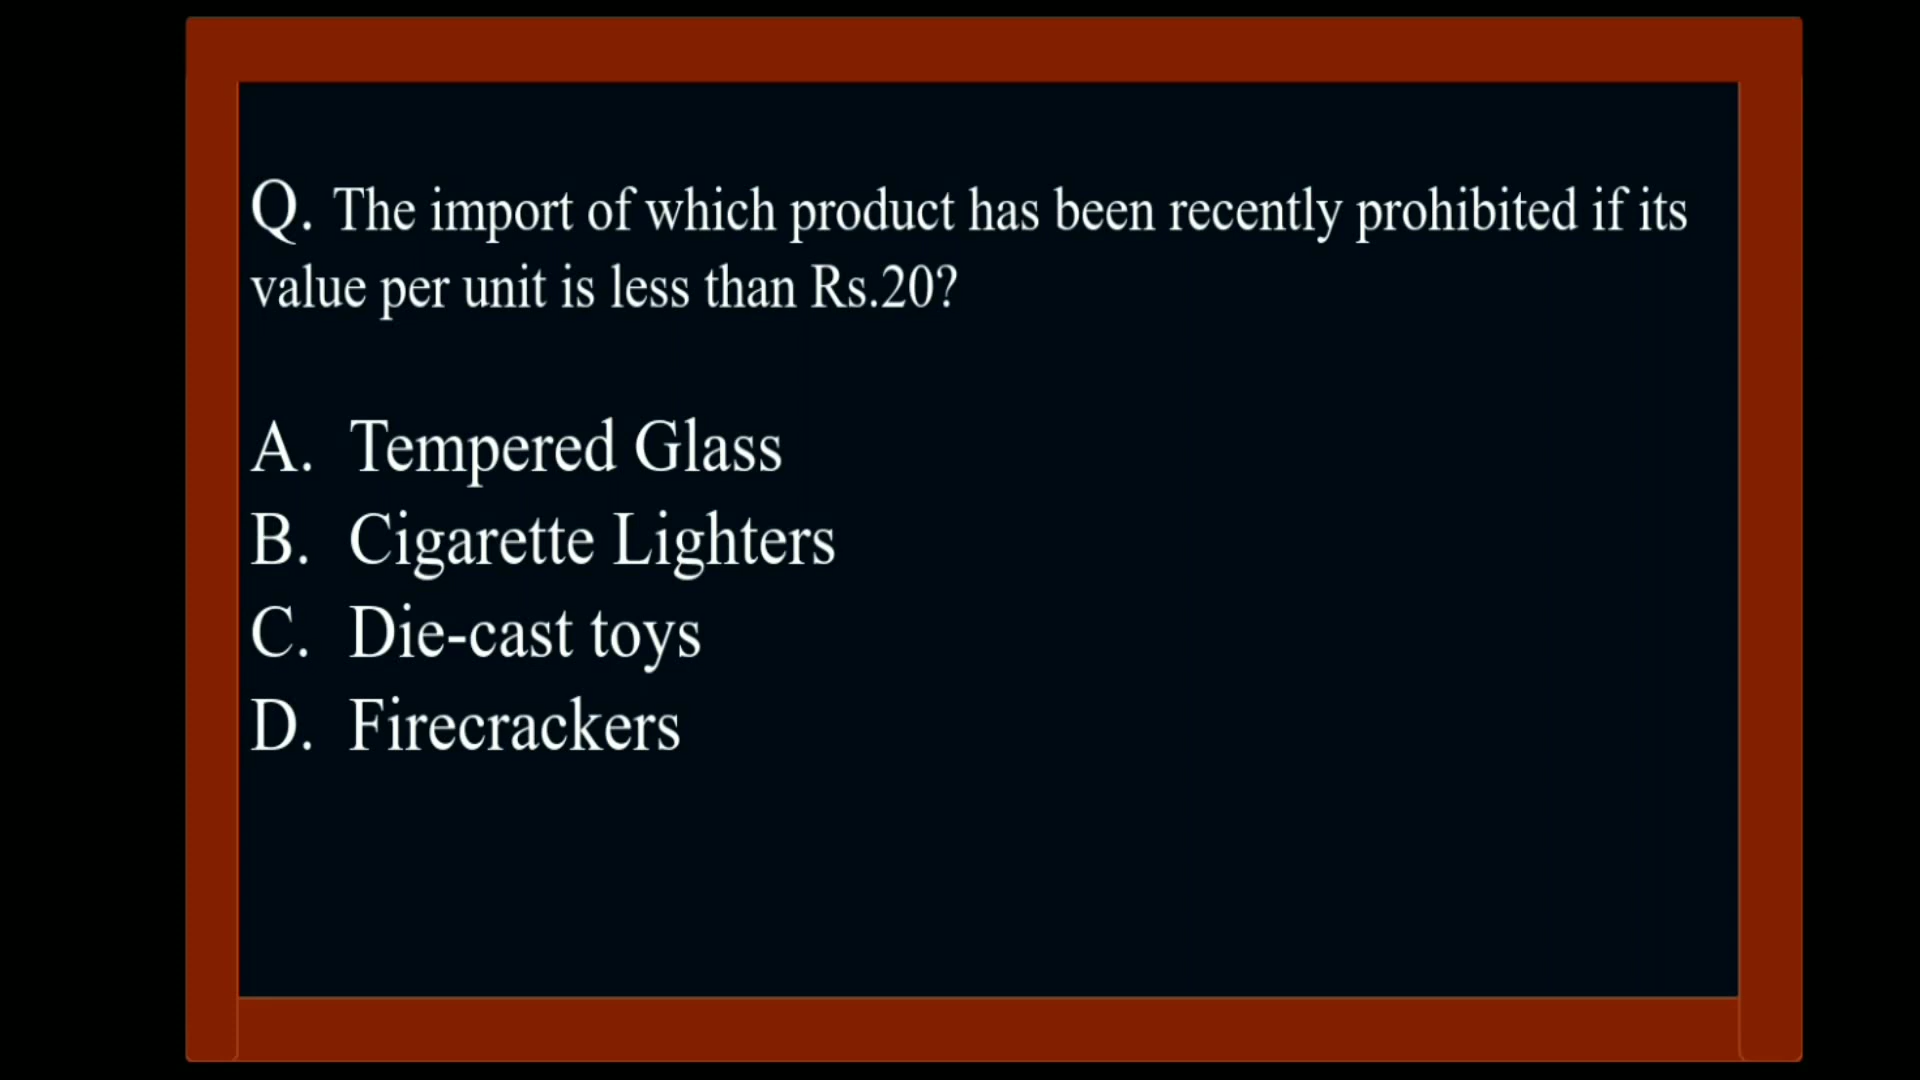 Q. The import of which product has been recently prohibited if its
value per unit is less than Rs.20?
A. Tempered Glass
B. Cigarette Lighters
C. Die-cast toys
D. Firecrackers